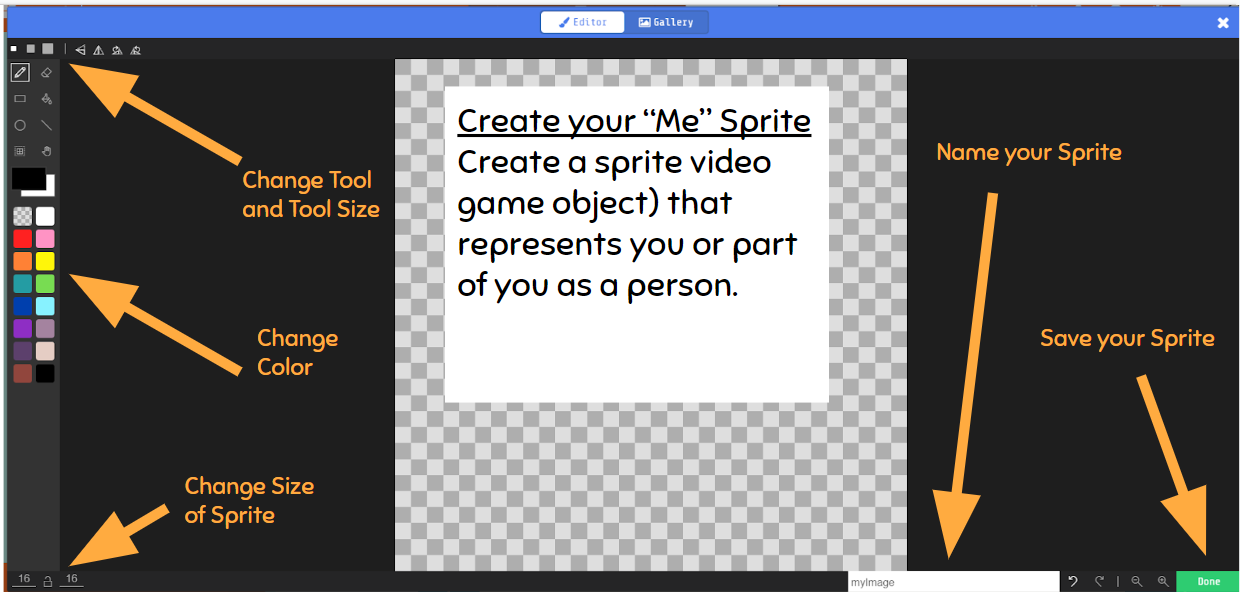 Editor
Gallery
Create your “Me” Sprite
Create a sprite video
game object) that
represents you or part
of you as a person.
Change Tool
and Tool Size
Name your Sprite
Change
Color
Save your Sprite
Change Size
of Sprite
16 16
myImage
Done